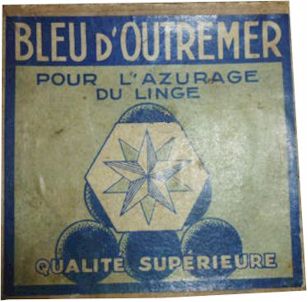 BLEU D'OUTREMER
POUR L'AZURAGE
DU LINGE
QUALITÉ SUPÉRIEURE